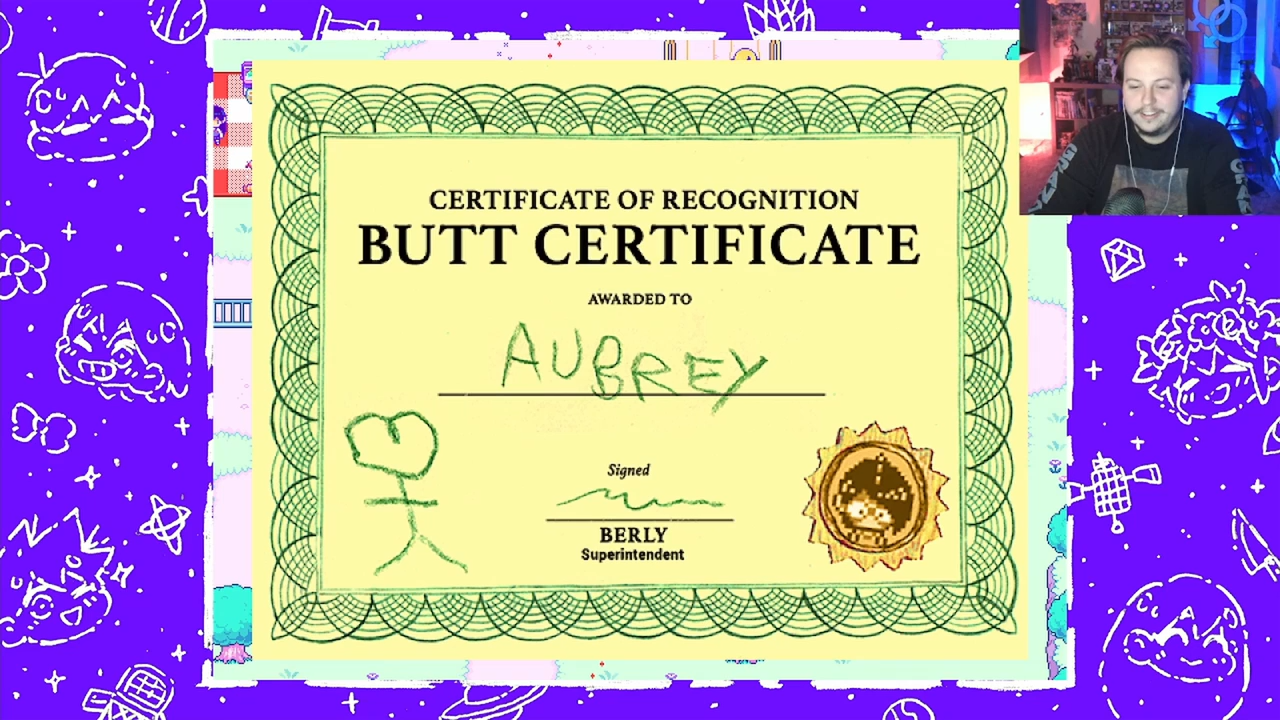 CERTIFICATE OF RECOGNITION
BUTT CERTIFICATE
AWARDED TO
AUBREY
Signed
BERLY
Superintendent